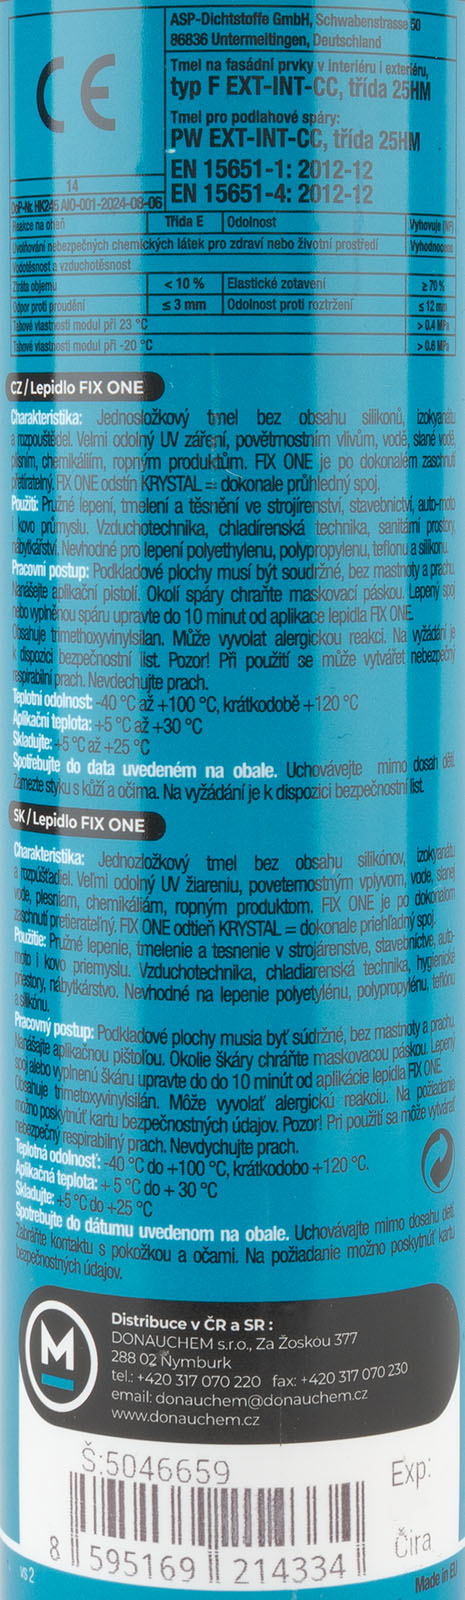 ASP-Dichtstoffe GmbH, Schwabenstrasse 50
86836 Untermeitingen, Deutschland
CE
Tmel na fasádní prvky v interiéru i exteriéru,
typ F EXT-INT-CC, třída 25HM
Tmel pro podlahové spáry:
PW EXT-INT-CC, třída 25HM
EN 15651-1: 2012-12
EN 15651-4: 2012-12
14
DoP-Nr. HK245 AIO-001-2024-08-06
Reakce na oheň Třída E Odolnost Vyhovuje (NF)
Uvolňování nebezpečných chemických látek pro zdraví nebo životní prostředí Vyhodnoceno
Vodotěsnost a vzduchotěsnost
Ztráta objemu < 10 % Elastické zotavení ≥ 70 %
Odpor proti proudění ≤ 3 mm Odolnost proti roztržení ≤ 12 mm
Tahové vlastnosti modul při 23 °C > 0.4 MPa
Tahové vlastnosti modul při -20 °C > 0.6 MPa
CZ / Lepidlo FIX ONE
Charakteristika: Jednosložkový tmel bez obsahu silikonů, izokyanátu
a rozpouštědel. Velmi odolný UV záření, povětrnostním vlivům, vodě, slané vodě,
plísním, chemikáliím, ropným produktům. FIX ONE je po dokonalém zaschnutí
přetíratelný. FIX ONE odstín KRYSTAL = dokonale průhledný spoj.
Použití: Pružné lepení, tmelení a těsnění ve strojírenství, stavebnictví, auto-moto
i kovo průmyslu. Vzduchotechnika, chladírenská technika, sanitární prostory,
nábytkářství. Nevhodné pro lepení polyethylenu, polypropylenu, teflonu a silikonu.
Pracovní postup: Podkladové plochy musí být soudržné, bez mastnoty a prachu.
Nanášejte aplikační pistolí. Okolí spáry chraňte maskovací páskou. Lepený spoj
nebo vyplněnou spáru upravte do 10 minut od aplikace lepidla FIX ONE.
Obsahuje trimethoxyvinylsilan. Může vyvolat alergickou reakci. Na vyžádání je
k dispozici bezpečnostní list. Pozor! Při použití se může vytvářet nebezpečný
respirabilní prach. Nevdechujte prach.
Teplotní odolnost: -40 °C až +100 °C, krátkodobě +120 °C
Aplikační teplota: +5 °C až +30 °C
Skladujte: +5 °C až +25 °C
Spotřebujte do data uvedeném na obale. Uchovávejte mimo dosah dětí.
Zamezte styku s kůží a očima. Na vyžádání je k dispozici bezpečnostní list.
SK / Lepidlo FIX ONE
Charakteristika: Jednozložkový tmel bez obsahu silikónov, izokyanátu
a rozpúšťadiel. Veľmi odolný UV žiareniu, poveternostným vplyvom, vode, slanej
vode, plesniam, chemikáliám, ropným produktom. FIX ONE je po dokonalom
zaschnutí pretierateľný. FIX ONE odtieň KRYSTAL = dokonale priehľadný spoj.
Použitie: Pružné lepenie, tmelenie a tesnenie v strojárenstve, stavebníctve, auto-
moto i kovo priemyslu. Vzduchotechnika, chladiarenská technika, hygienické
priestory, nábytkárstvo. Nevhodné na lepenie polyetylénu, polypropylénu, teflónu
a silikónu.
Pracovný postup: Podkladové plochy musia byť súdržné, bez mastnoty a prachu.
Nanášajte aplikačnou pištoľou. Okolie škáry chráňte maskovacou páskou. Lepený
spoj alebo vyplnenú škáru upravte do do 10 minút od aplikácie lepidla FIX ONE.
Obsahuje trimetoxyvinylsilán. Môže vyvolať alergickú reakciu. Na požiadanie
možno poskytnúť kartu bezpečnostných údajov. Pozor! Pri použití sa môže vytvárať
nebezpečný respirabilný prach. Nevdychujte prach.
Teplotná odolnosť: -40 °C do +100 °C, krátkodobo +120 °C.
Aplikačná teplota: + 5 °C do + 30 °C
Skladujte: +5 °C do +25 °C
Spotrebujte do dátumu uvedenom na obale. Uchovávajte mimo dosahu detí.
Zabráňte kontaktu s pokožkou a očami. Na požiadanie možno poskytnúť kartu
bezpečnostných údajov.
M
Distribuce v ČR a SR :
DONAUCHEM s.r.o., Za Žoskou 377
288 02 Nymburk
tel.: +420 317 070 220 fax: +420 317 070 230
email: donauchem@donauchem.cz
www.donauchem.cz
Š:5046659
Exp:
Čira
8 595169 214334
vs 2
Made in EU